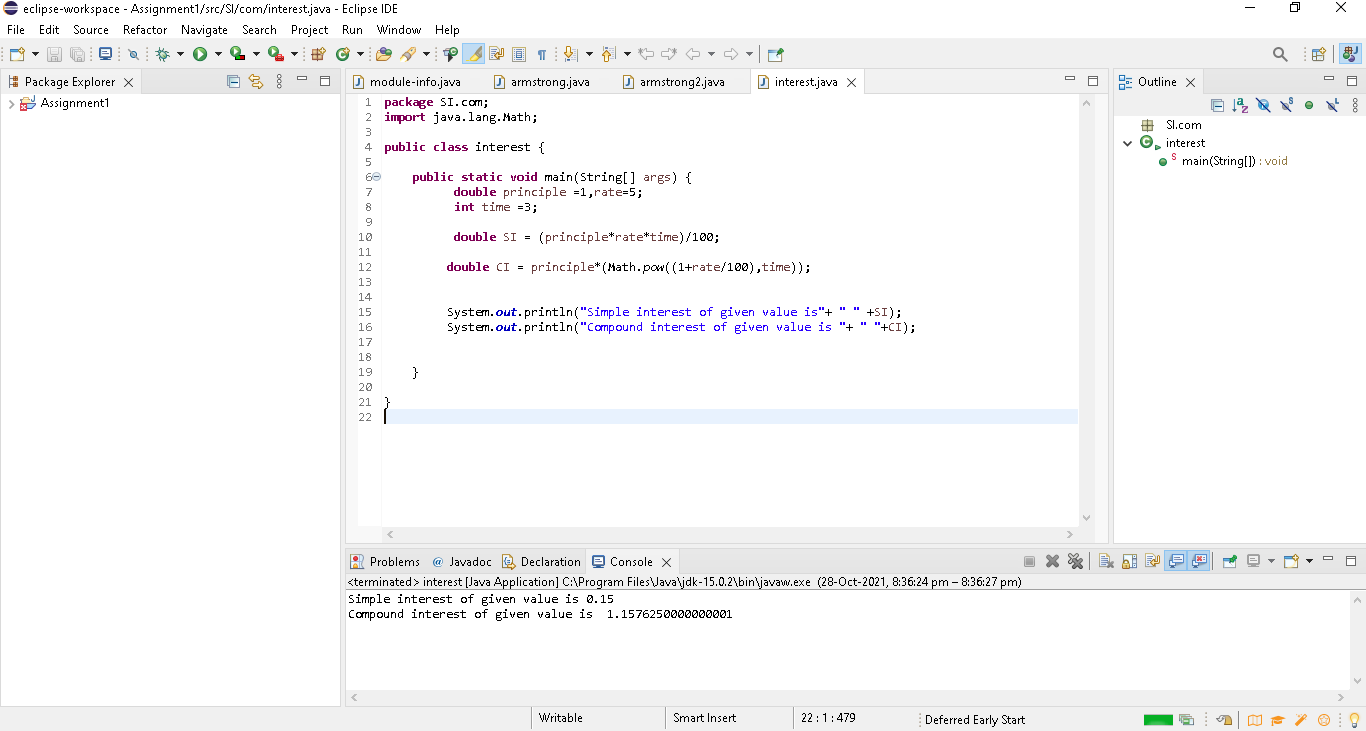 eclipse-workspace - Assignment1/src/SI/com/interest.java - Eclipse IDE
File Edit Source Refactor Navigate Search Project Run Window Help
Package Explorer
Assignment1
module-info.java armstrong.java armstrong2.java interest.java
1 package SI.com;
2 import java.lang.Math;
3
4 public class interest {
5
6 public static void main(String[] args) {
7 double principle =1,rate=5;
8 int time =3;
9
10 double SI = (principle*rate*time)/100;
11
12 double CI = principle*(Math.pow((1+rate/100),time));
13
14
15 System.out.println("Simple interest of given value is"+ " " +SI);
16 System.out.println("Compound interest of given value is "+ " "+CI);
17
18
19 }
20
21 }
22
Outline
SI.com
interest
main(String[]) : void
Problems Javadoc Declaration Console
<terminated> interest [Java Application] C:\Program Files\Java\jdk-15.0.2\bin\javaw.exe (28-Oct-2021, 8:36:24 pm – 8:36:27 pm)
Simple interest of given value is 0.15
Compound interest of given value is  1.1576250000000001
Writable Smart Insert 22 : 1 : 479 Deferred Early Start